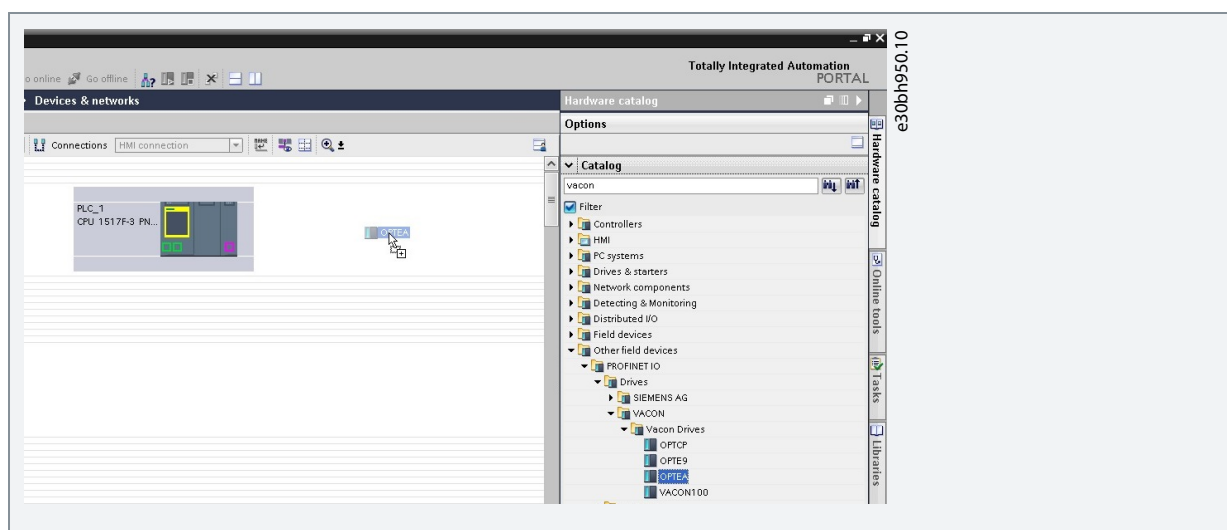 Totally Integrated Automation
PORTAL
o online Go offline
Devices & networks
Hardware catalog
Options
Connections HMI connection
Catalog
vacon
Filter
Controllers
HMI
PC systems
Drives & starters
Network components
Detecting & Monitoring
Distributed I/O
Field devices
Other field devices
PROFINET IO
Drives
SIEMENS AG
VACON
Vacon Drives
OPTCP
OPTE9
OPTEA
VACON100
PLC_1
CPU 1517F-3 PN...
OPTEA
Hardware catalog
Online tools
Tasks
Libraries
e30bh950.10